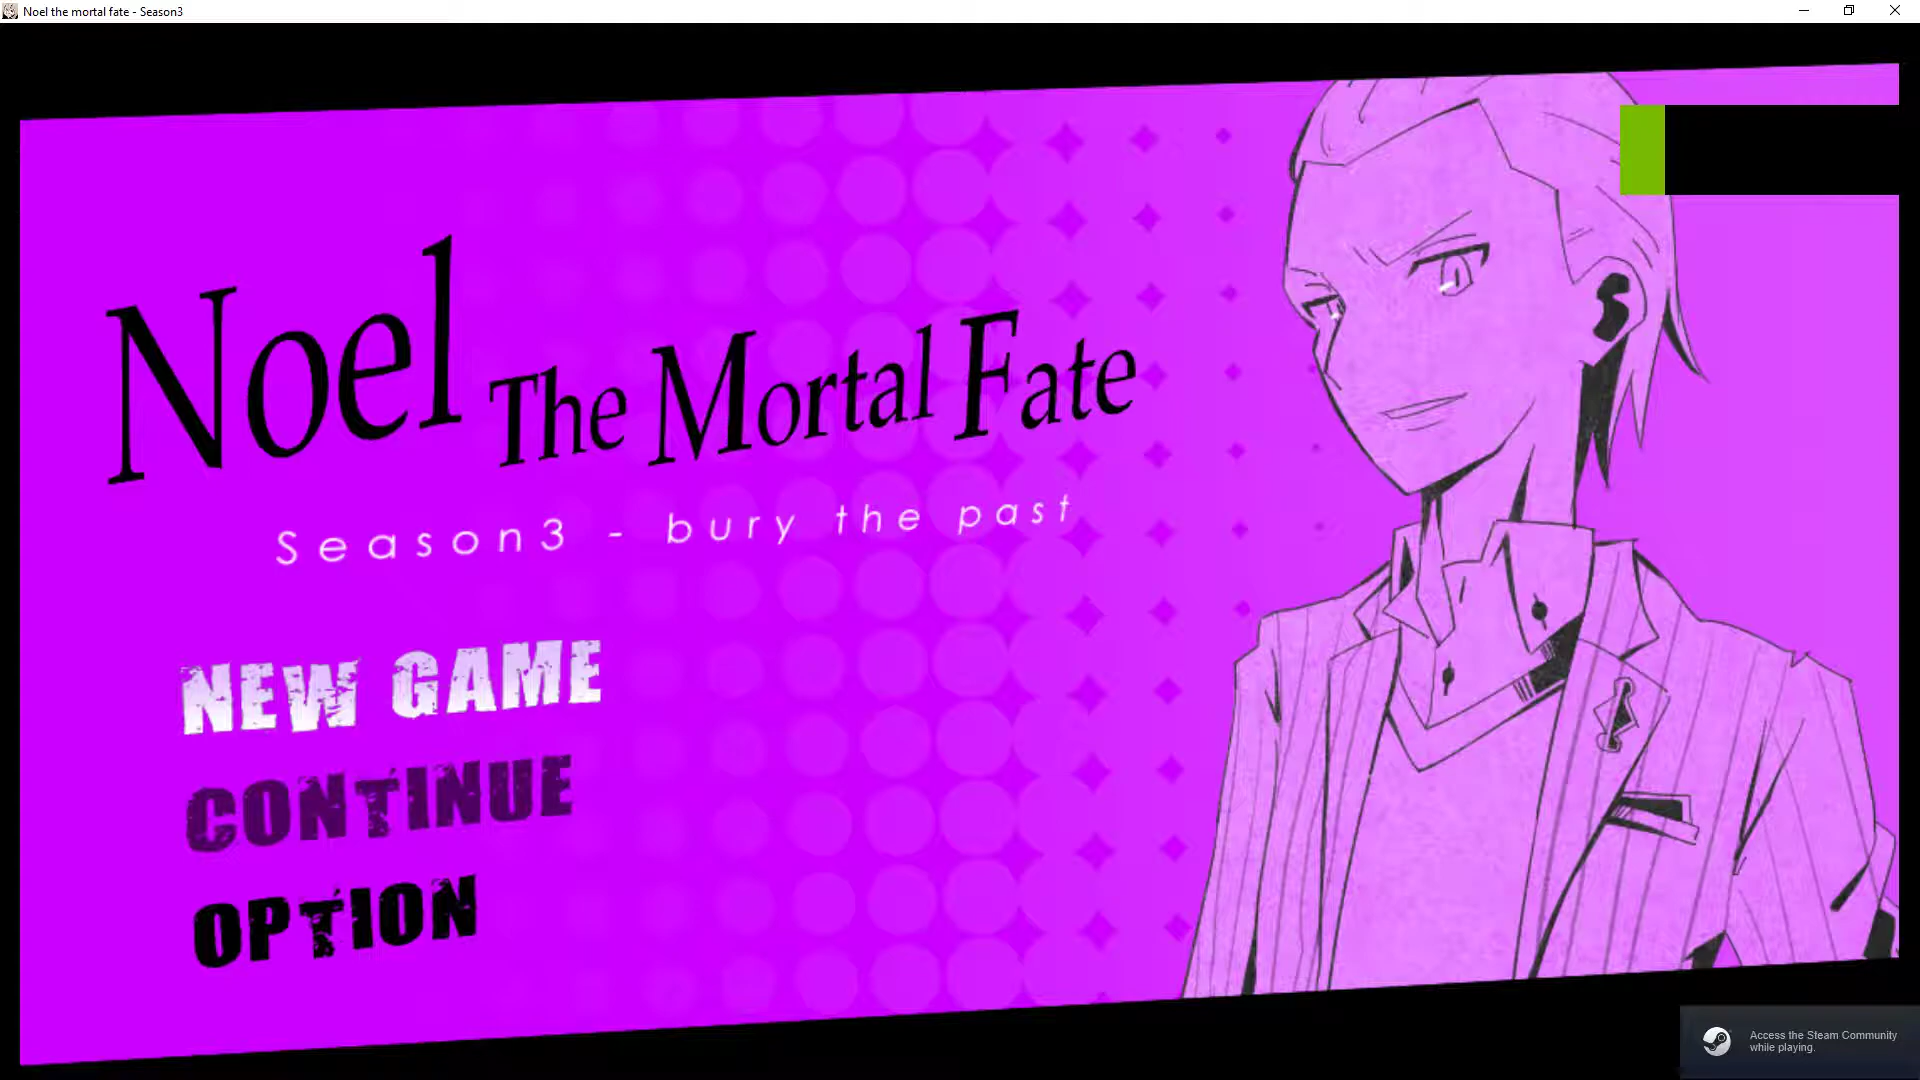 Noel the mortal fate - Season3
Noel The Mortal Fate
Season3 - bury the past
NEW GAME
CONTINUE
OPTION
Access the Steam Community
while playing.